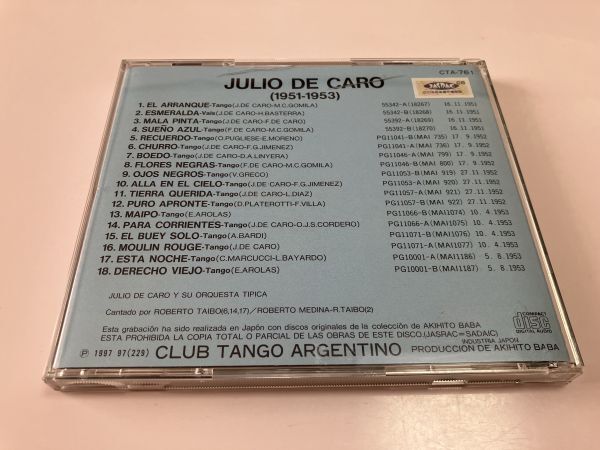 CTA-761
JULIO DE CARO
(1951-1953)
1. EL ARRANQUE-Tango(J.DE CARO-M.C.GOMILA) 55342-A(18267) 16.11.1951
2. ESMERALDA-Vals(J.DE CARO-H.BASTERRA) 55342-B(18268) 16.11.1951
3. MALA PINTA-Tango(J.DE CARO-F.DE CARO) 55392-A(18269) 16.11.1951
4. SUEÑO AZUL-Tango(F.DE CARO-M.C.GOMILA) 55392-B(18270) 16.11.1951
5. RECUERDO-Tango(O.PUGLIESE-E.MORENO) PG11041-B(MAI 735) 17. 9.1952
6. CHURRO-Tango(J.DE CARO-F.G.JIMENEZ) PG11041-A(MAI 736) 17. 9.1952
7. BOEDO-Tango(J.DE CARO-D.A.LINYERA) PG11046-A(MAI 799) 17. 9.1952
8. FLORES NEGRAS-Tango(F.DE CARO-M.C.GOMILA) PG11046-B(MAI 800) 17. 9.1952
9. OJOS NEGROS-Tango(V.GRECO) PG11053-B(MAI 919) 27.11.1952
10. ALLA EN EL CIELO-Tango(J.DE CARO-F.G.JIMENEZ) PG11053-A(MAI 920) 27.11.1952
11. TIERRA QUERIDA-Tango(J.DE CARO-L.DIAZ) PG11057-A(MAI 921) 27.11.1952
12. PURO APRONTE-Tango(D.PLATEROTTI-F.VILLA) PG11057-B(MAI 922) 27.11.1952
13. MAIPO-Tango(E.AROLAS) PG11066-B(MAI1074) 10. 4.1953
14. PARA CORRIENTES-Tango(J.DE CARO-O.J.S.CORDERO) PG11066-A(MAI1075) 10. 4.1953
15. EL BUEY SOLO-Tango(A.BARDI) PG11071-B(MAI1076) 10. 4.1953
16. MOULIN ROUGE-Tango(J.DE CARO) PG11071-A(MAI1077) 10. 4.1953
17. ESTA NOCHE-Tango(C.MARCUCCI-L.BAYARDO) PG10001-A(MAI1186) 5. 8.1953
18. DERECHO VIEJO-Tango(E.AROLAS) PG10001-B(MAI1187) 5. 8.1953
JULIO DE CARO Y SU ORQUESTA TIPICA
Cantado por ROBERTO TAIBO(6,14,17)/ROBERTO MEDINA-R.TAIBO(2)
COMPACT
DISC
DIGITAL AUDIO
Esta grabación ha sido realizada en Japón con discos originales de la colección de AKIHITO BABA
ESTA PROHIBIDA LA COPIA TOTAL O PARCIAL DE LAS OBRAS DE ESTE DISCO.(JASRAC=SADAIC)
INDUSTRIA JAPON
℗ 1997 97(229) CLUB TANGO ARGENTINO PRODUCCIÓN DE AKIHITO BABA